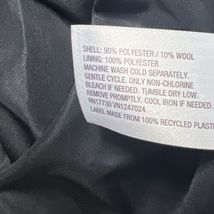 SHELL: 90% POLYESTER / 10% WOOL
LINING: 100% POLYESTER
MACHINE WASH COLD SEPARATELY.
GENTLE CYCLE. ONLY NON-CHLORINE
BLEACH IF NEEDED. TUMBLE DRY LOW.
REMOVE PROMPTLY. COOL IRON IF NEEDED.
RN17730 VN1247024
LABEL MADE FROM 100% RECYCLED PLASTIC